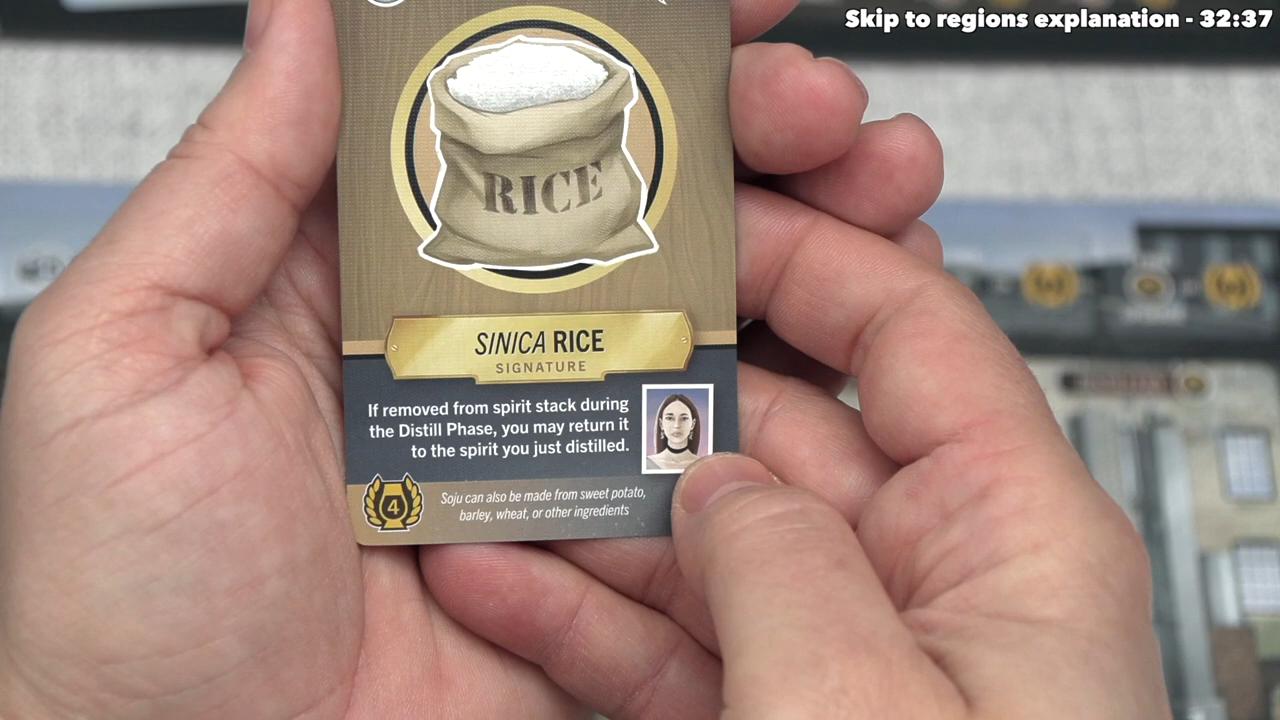 Skip to regions explanation - 32:37
RICE
SINICA RICE
SIGNATURE
If removed from spirit stack during
the Distill Phase, you may return it
to the spirit you just distilled.
4
Soju can also be made from sweet potato,
barley, wheat, or other ingredients